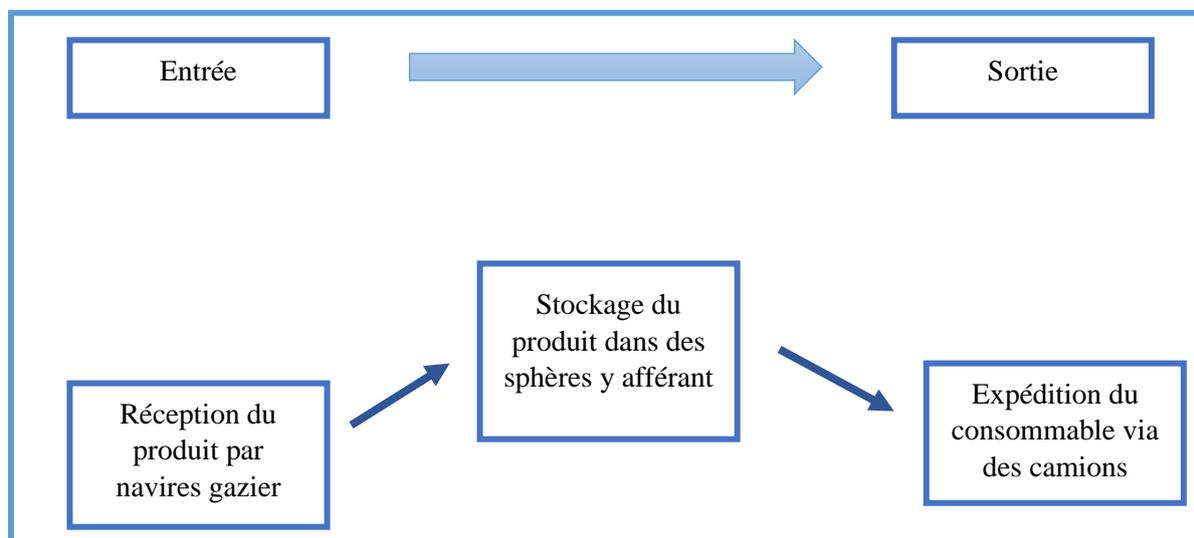 Entrée
Sortie
Réception du
produit par
navires gazier
Stockage du
produit dans des
sphères y afférant
Expédition du
consommable via
des camions